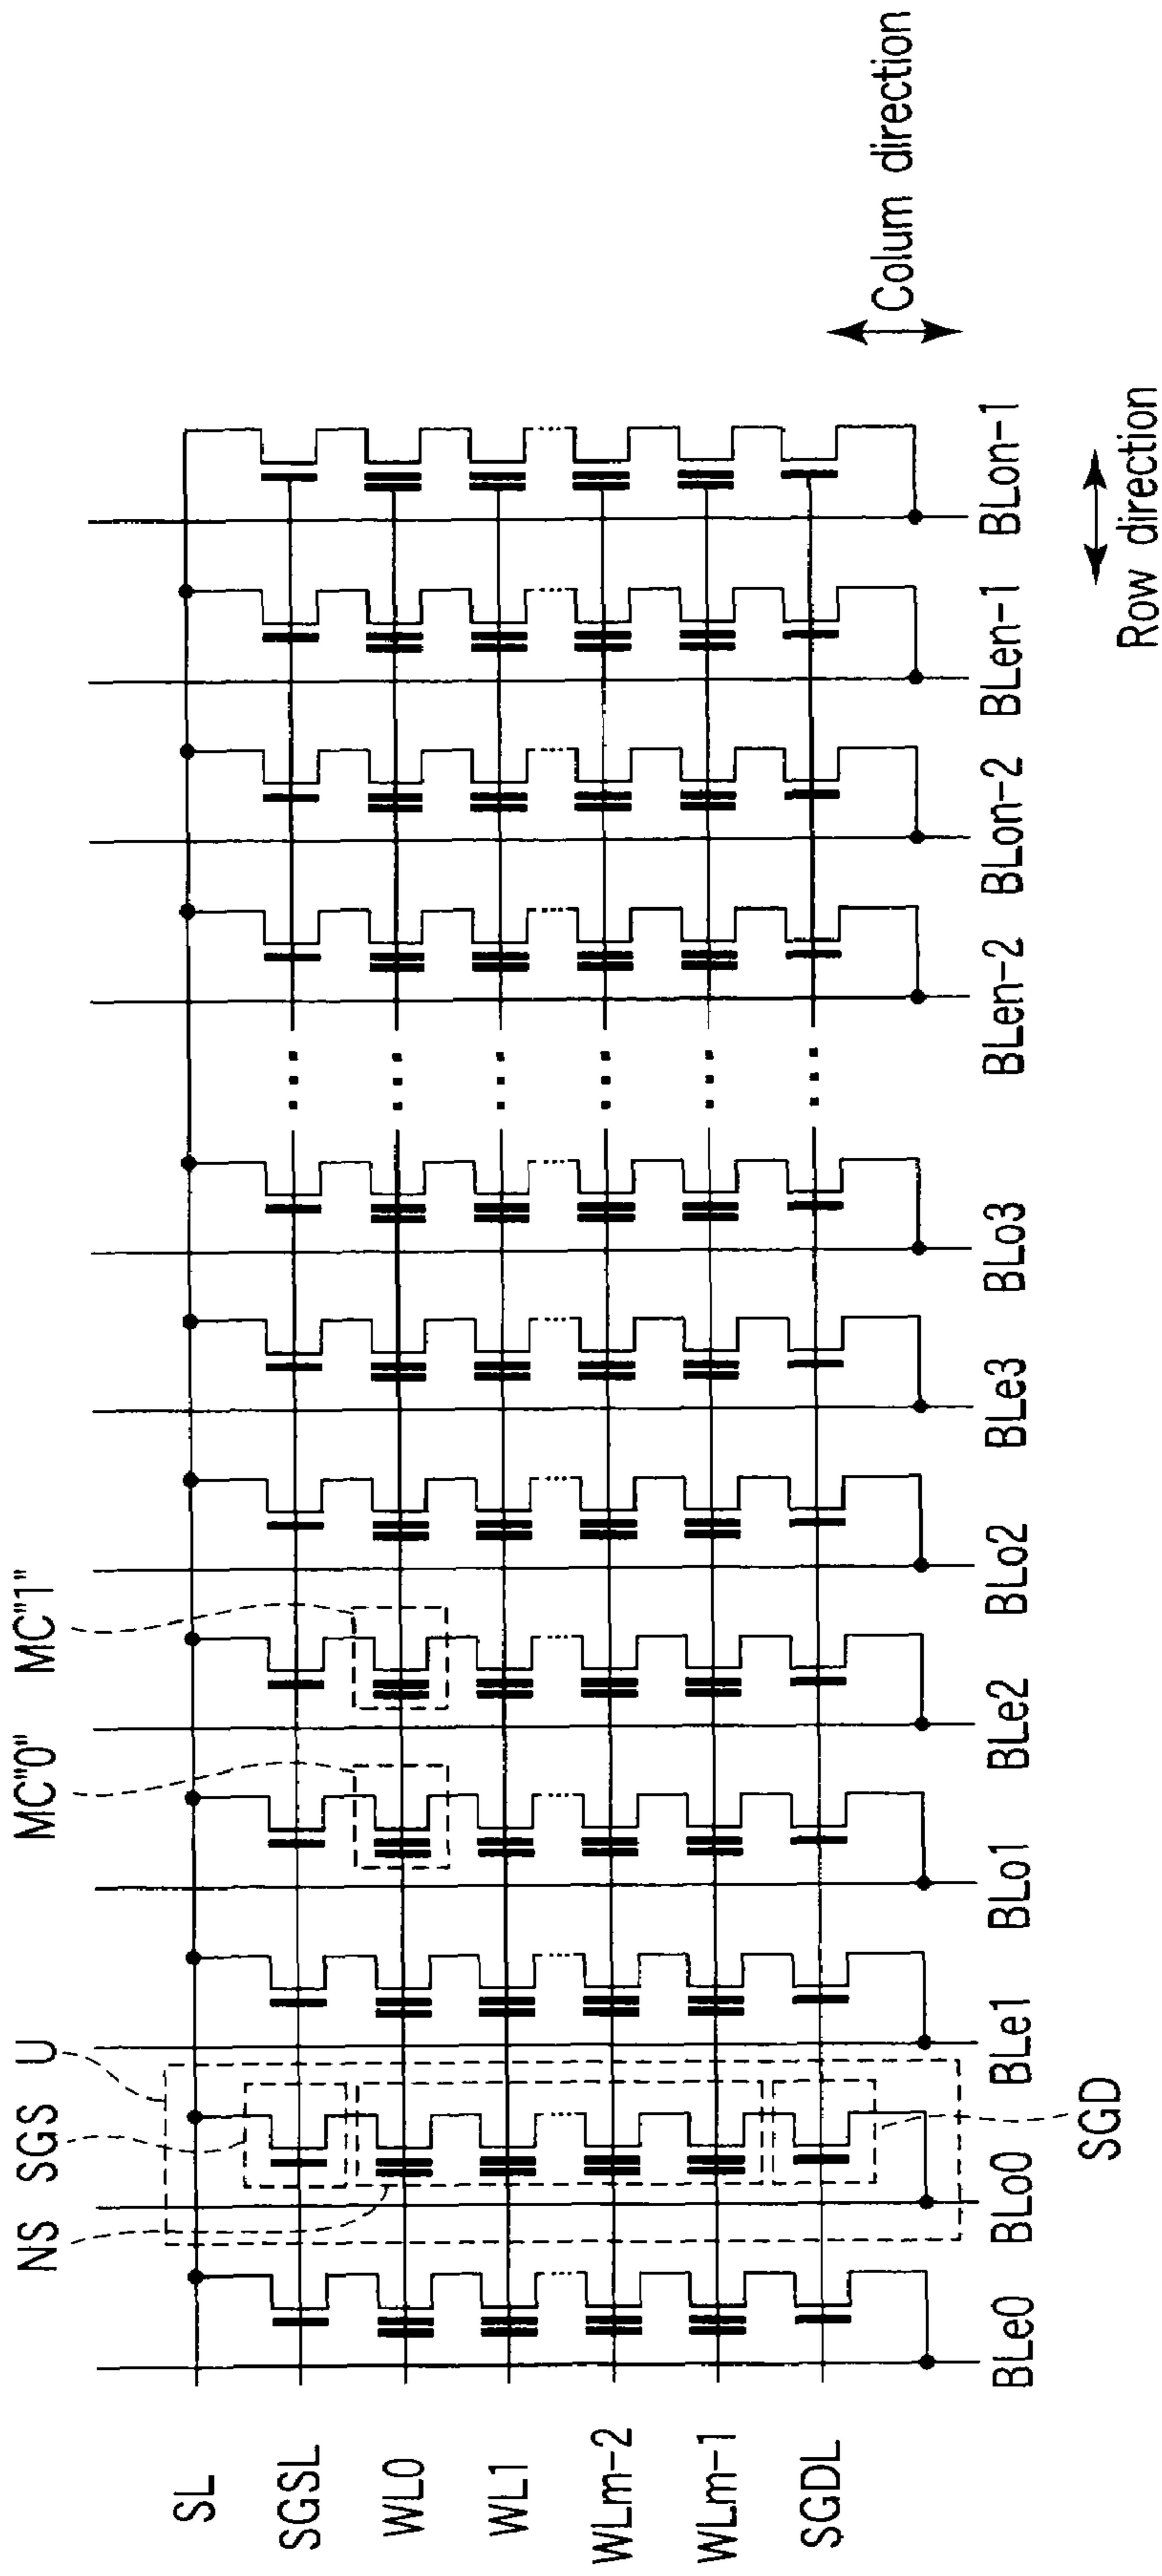 MC"0"
MC"1"
NS
SGS
U
SL
SGSL
WL0
WL1
WLm-2
WLm-1
SGDL
BLe0
BLo0
BLe1
BLo1
BLe2
BLo2
BLe3
BLo3
BLen-2
BLon-2
BLen-1
BLon-1
SGD
Colum direction
Row direction